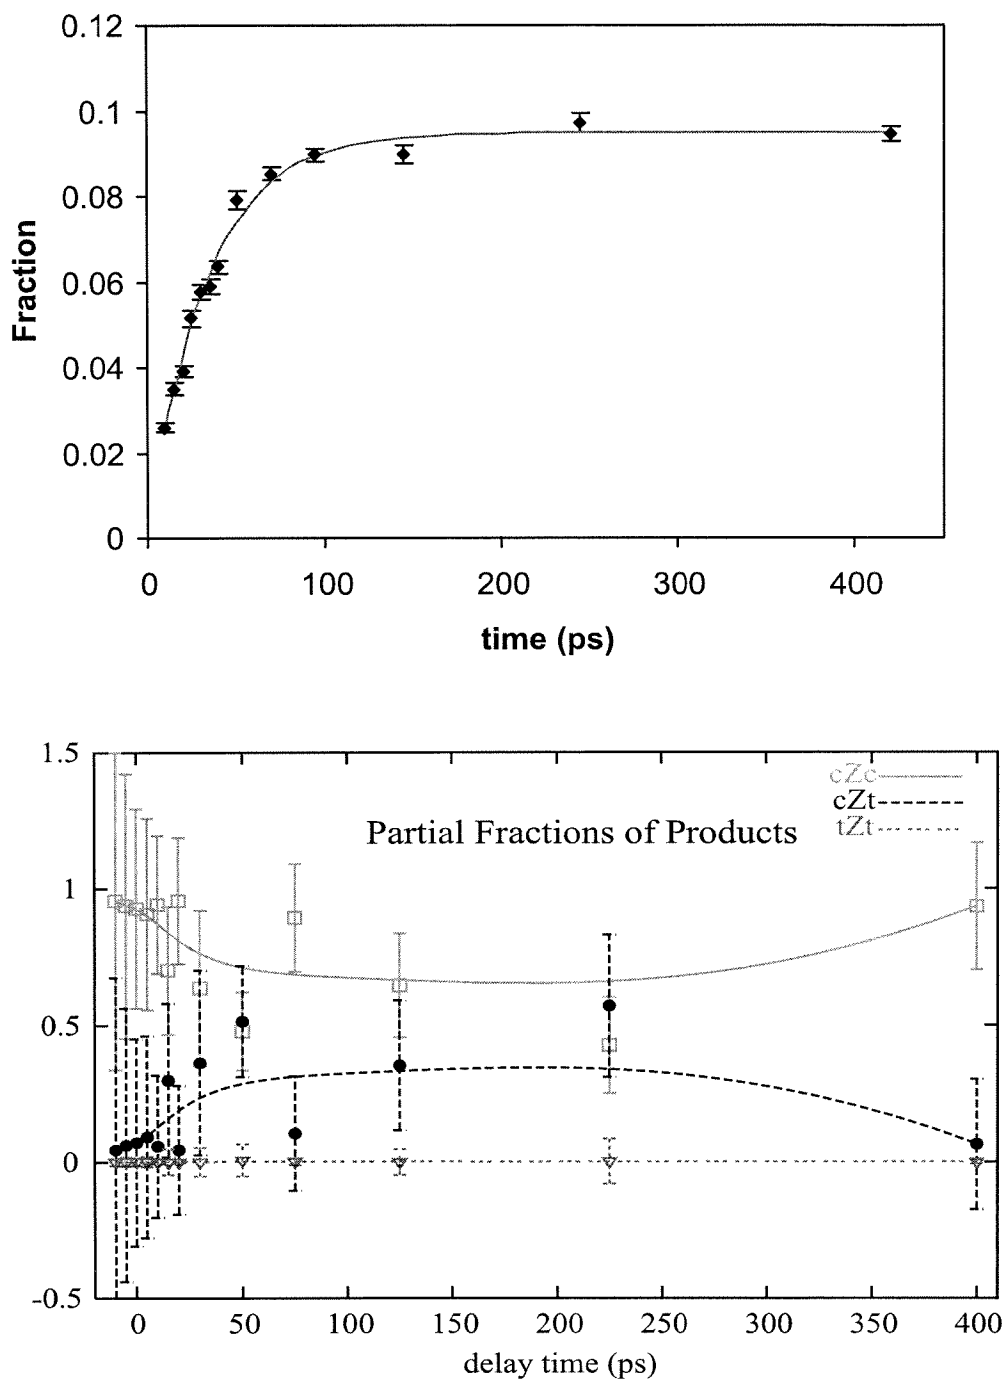 0.12
0.1
0.08
0.06
0.04
0.02
0
Fraction
0 100 200 300 400
time (ps)
1.5
1
0.5
0
-0.5
cZc
cZt
tZt
Partial Fractions of Products
0 50 100 150 200 250 300 350 400
delay time (ps)